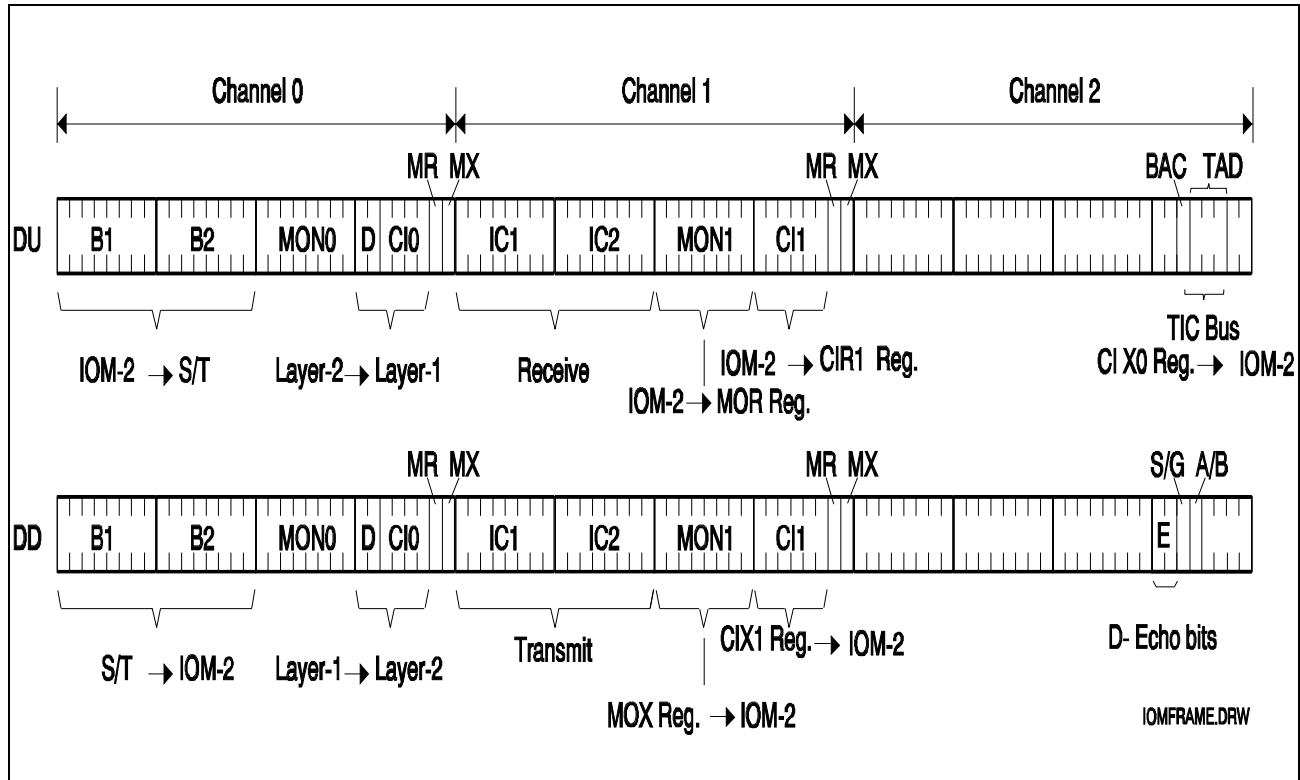 Channel 0 Channel 1 Channel 2
MR MX MR MX BAC TAD
DU B1 B2 MON0 D CI0 IC1 IC2 MON1 CI1
TIC Bus
IOM-2 → S/T Layer-2 → Layer-1 Receive IOM-2 → CIR1 Reg. CI X0 Reg. → IOM-2
IOM-2 → MOR Reg.
MR MX MR MX S/G A/B
DD B1 B2 MON0 D CI0 IC1 IC2 MON1 CI1 E
S/T → IOM-2 Layer-1 → Layer-2 Transmit CIX1 Reg. → IOM-2 D- Echo bits
MOX Reg. → IOM-2 IOMFRAME.DRW